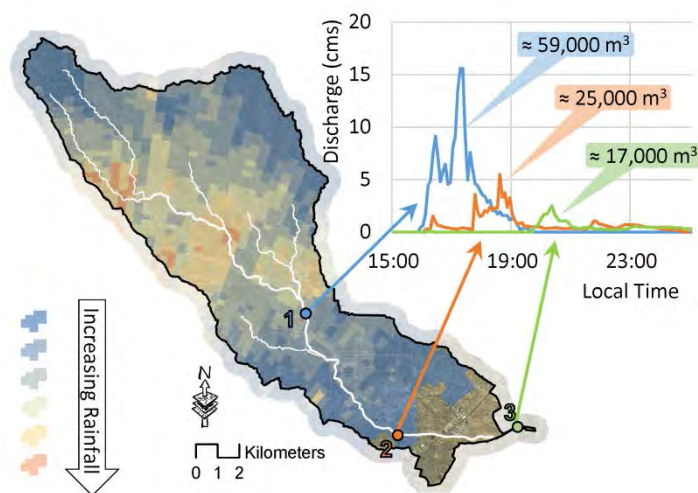 20
15
10
5
0
Discharge (cms)
≈ 59,000 m³
≈ 25,000 m³
≈ 17,000 m³
15:00 19:00 23:00
Local Time
1
2
3
Increasing Rainfall
N
Kilometers
0 1 2